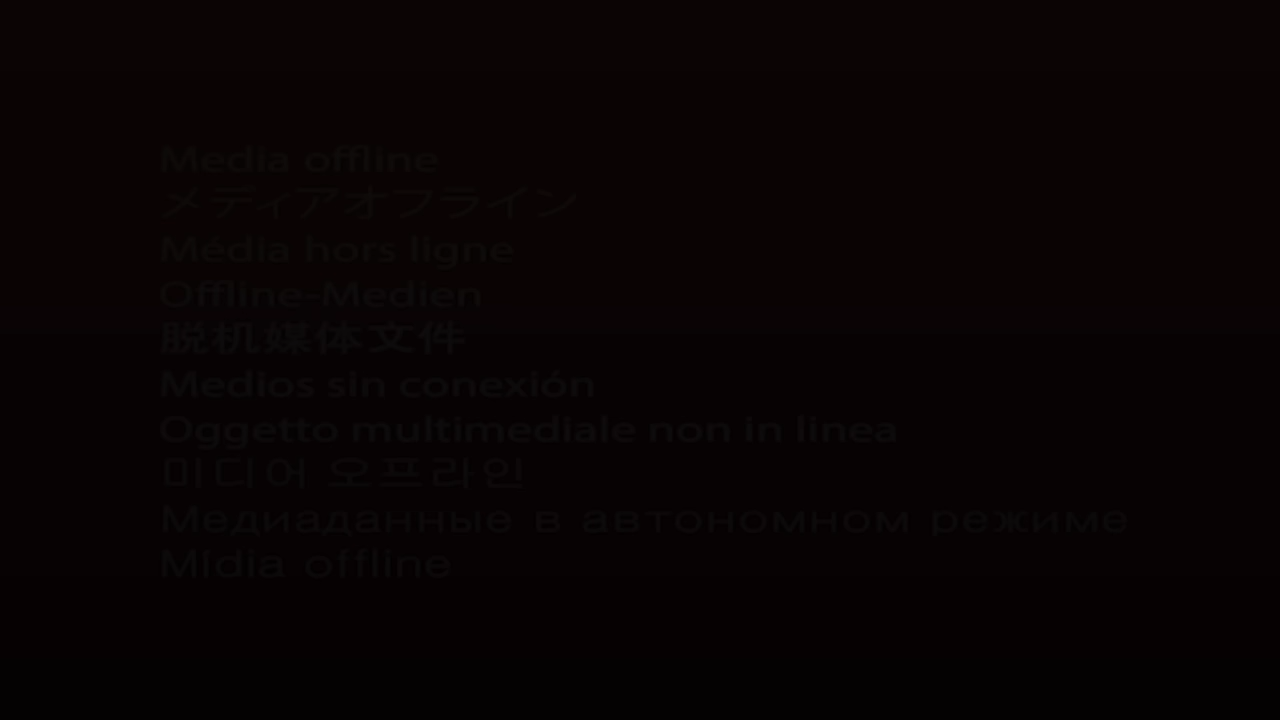 Media offline
メディアオフライン
Média hors ligne
Offline-Medien
脱机媒体文件
Medios sin conexión
Oggetto multimediale non in linea
미디어 오프라인
Медиаданные в автономном режиме
Mídia offline